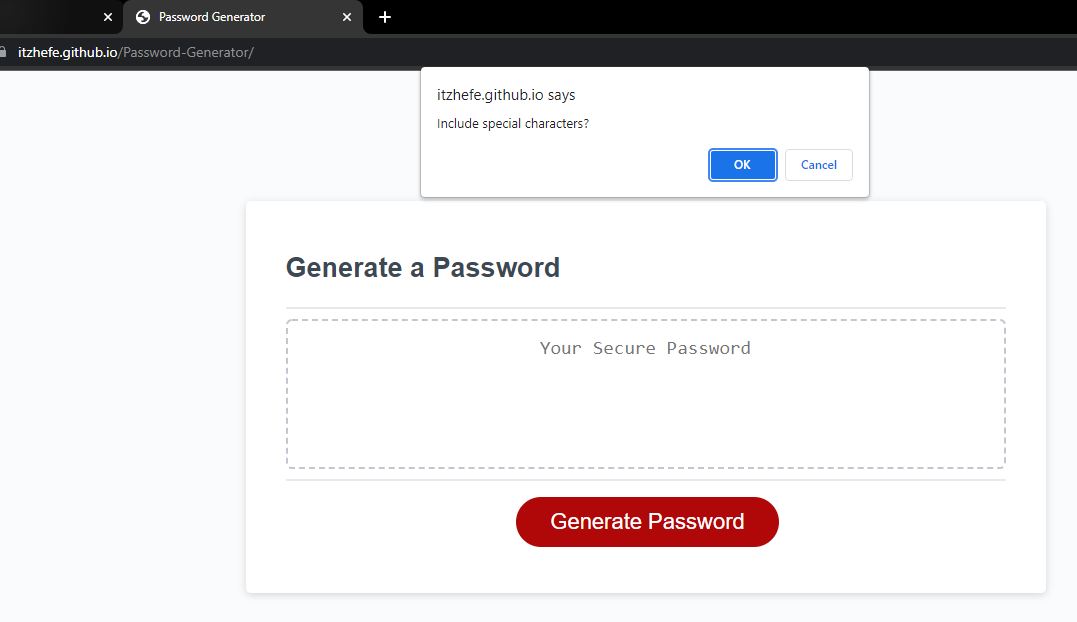 Password Generator
itzhefe.github.io/Password-Generator/
itzhefe.github.io says
Include special characters?
OK Cancel
Generate a Password
Your Secure Password
Generate Password